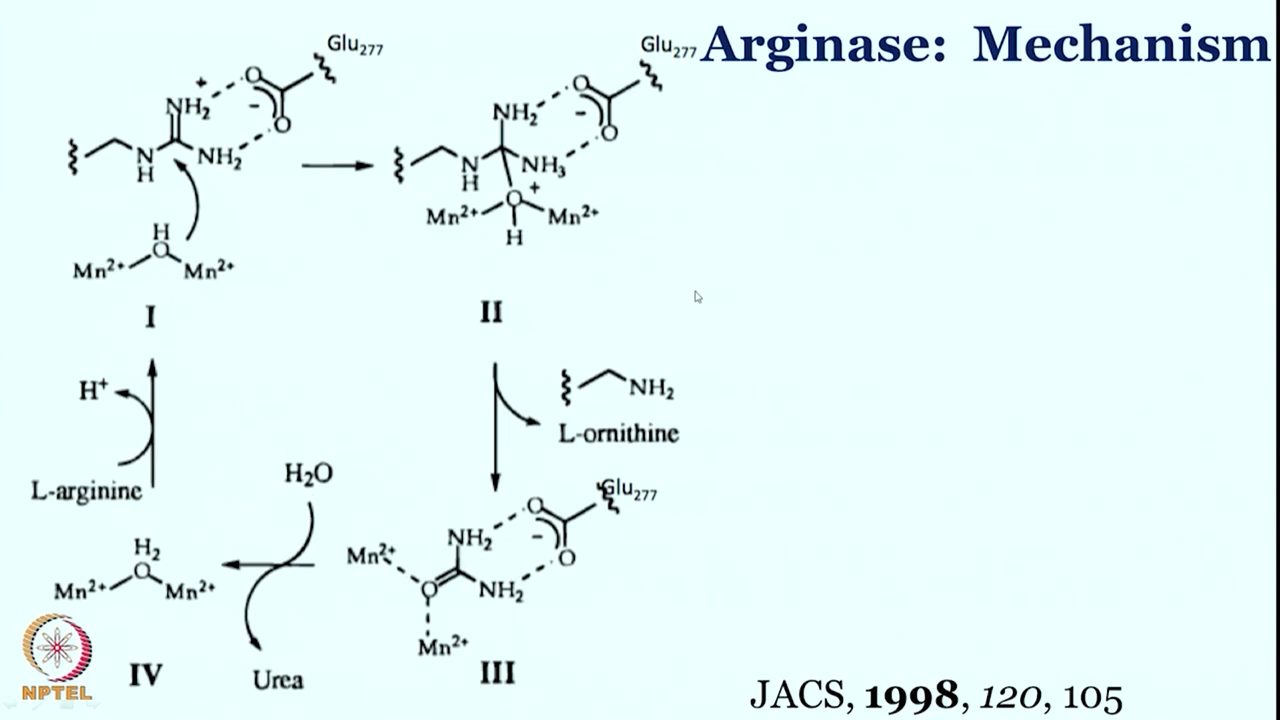 Arginase: Mechanism
Glu277
+
NH2
O
-
O
N
H
NH2
H
O
Mn2+
Mn2+
I
Glu277
NH2
O
-
O
N
H
NH3
+
O
Mn2+
Mn2+
H
II
H+
L-arginine
NH2
L-ornithine
H2O
Urea
H2
O
Mn2+
Mn2+
IV
Glu277
O
NH2
-
O
Mn2+
O
NH2
Mn2+
III
NPTEL
JACS, 1998, 120, 105